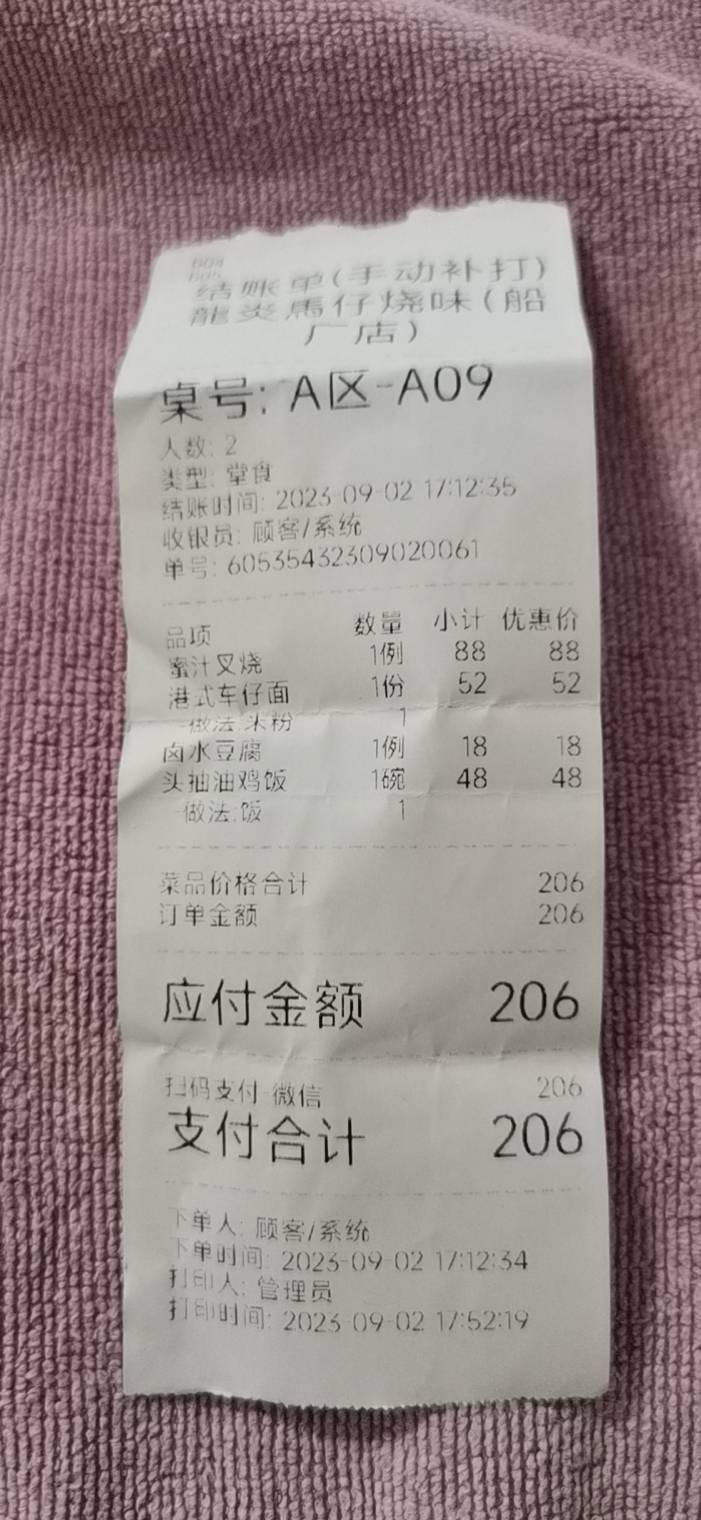 结账单(手动补打)
龍炎馬仔烧味(船
厂店)
桌号: A区-A09
人数: 2
类型: 堂食
结账时间: 2023-09-02 17:12:35
收银员: 顾客/系统
单号: 60535432309020061
品项 数量 小计 优惠价
蜜汁叉烧 1例 88 88
港式车仔面 1份 52 52
-做法:米粉 1
卤水豆腐 1例 18 18
头抽油鸡饭 1碗 48 48
-做法:饭 1
菜品价格合计 206
订单金额 206
应付金额 206
扫码支付-微信 206
支付合计 206
下单人: 顾客/系统
下单时间: 2023-09-02 17:12:34
打印人: 管理员
打印时间: 2023-09-02 17:52:19